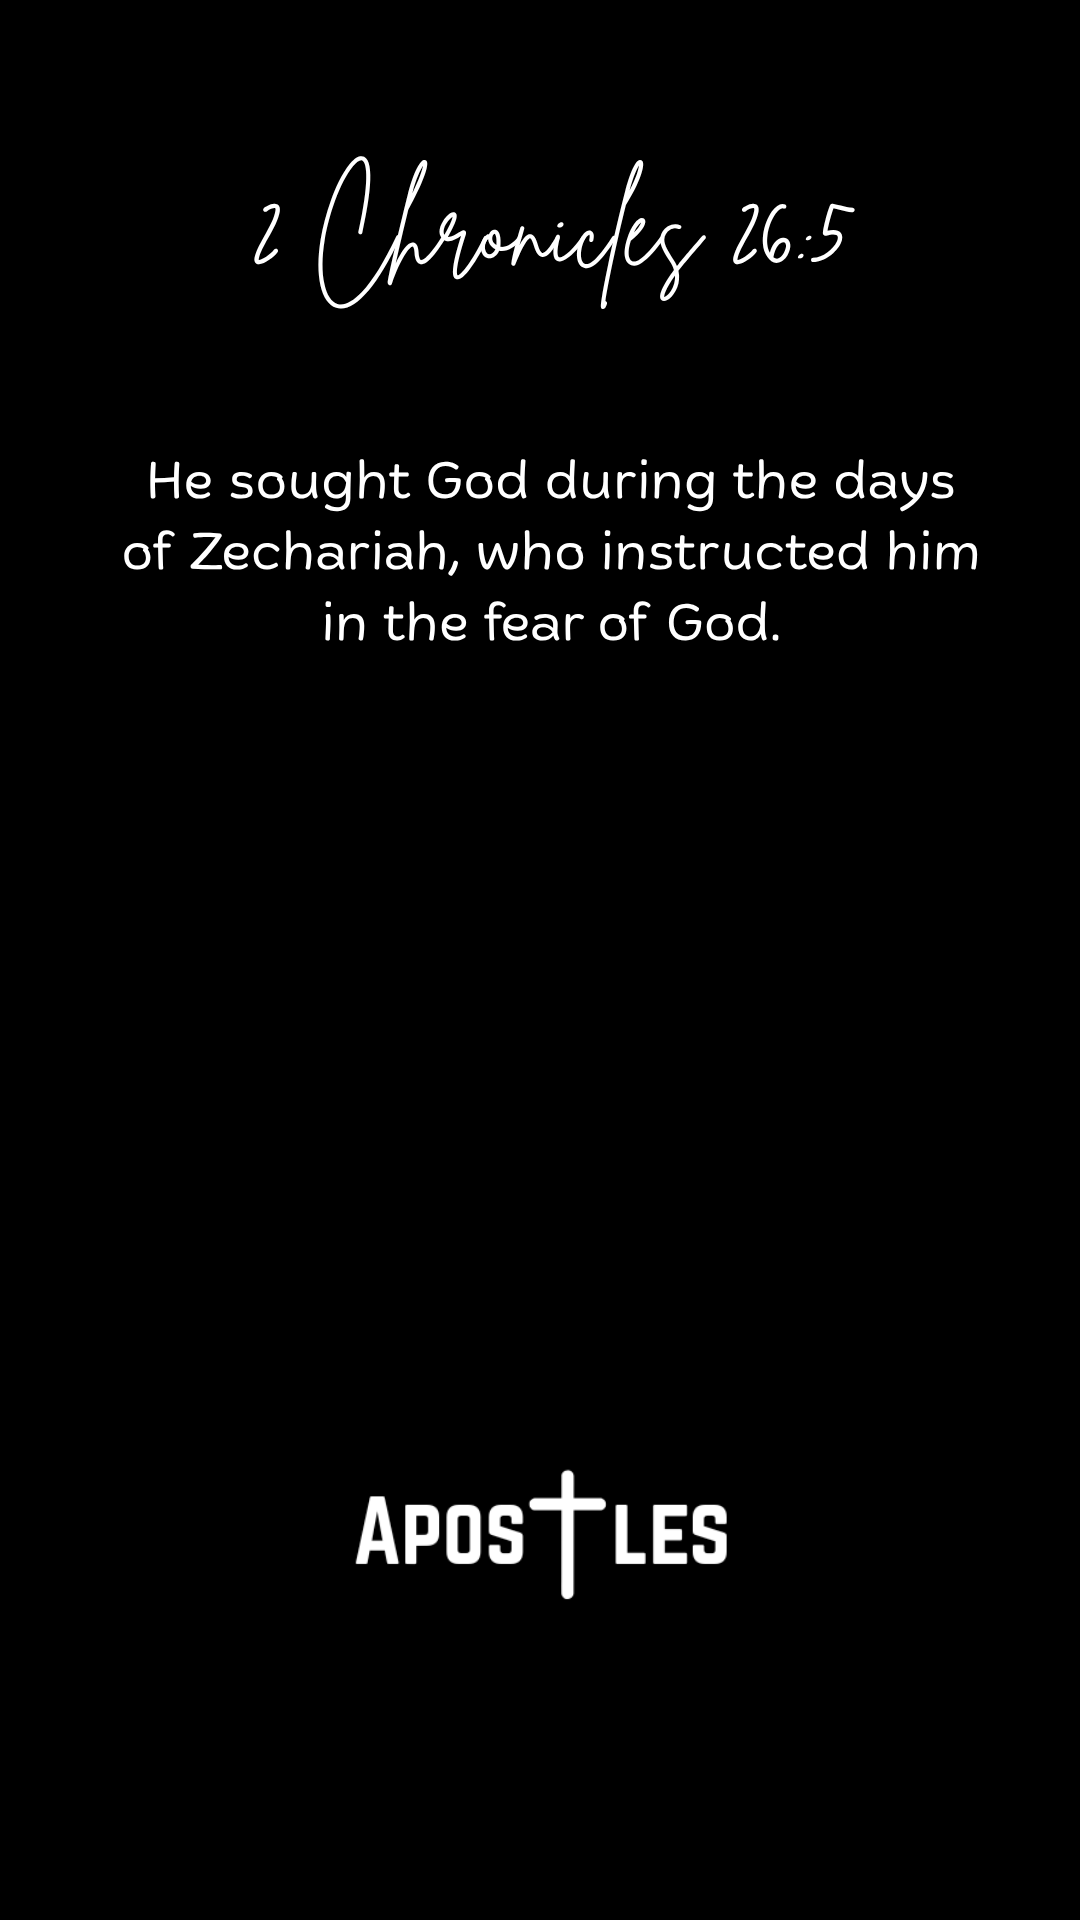 2 Chronicles 26:5
He sought God during the days
of Zechariah, who instructed him
in the fear of God.
APOSTLES